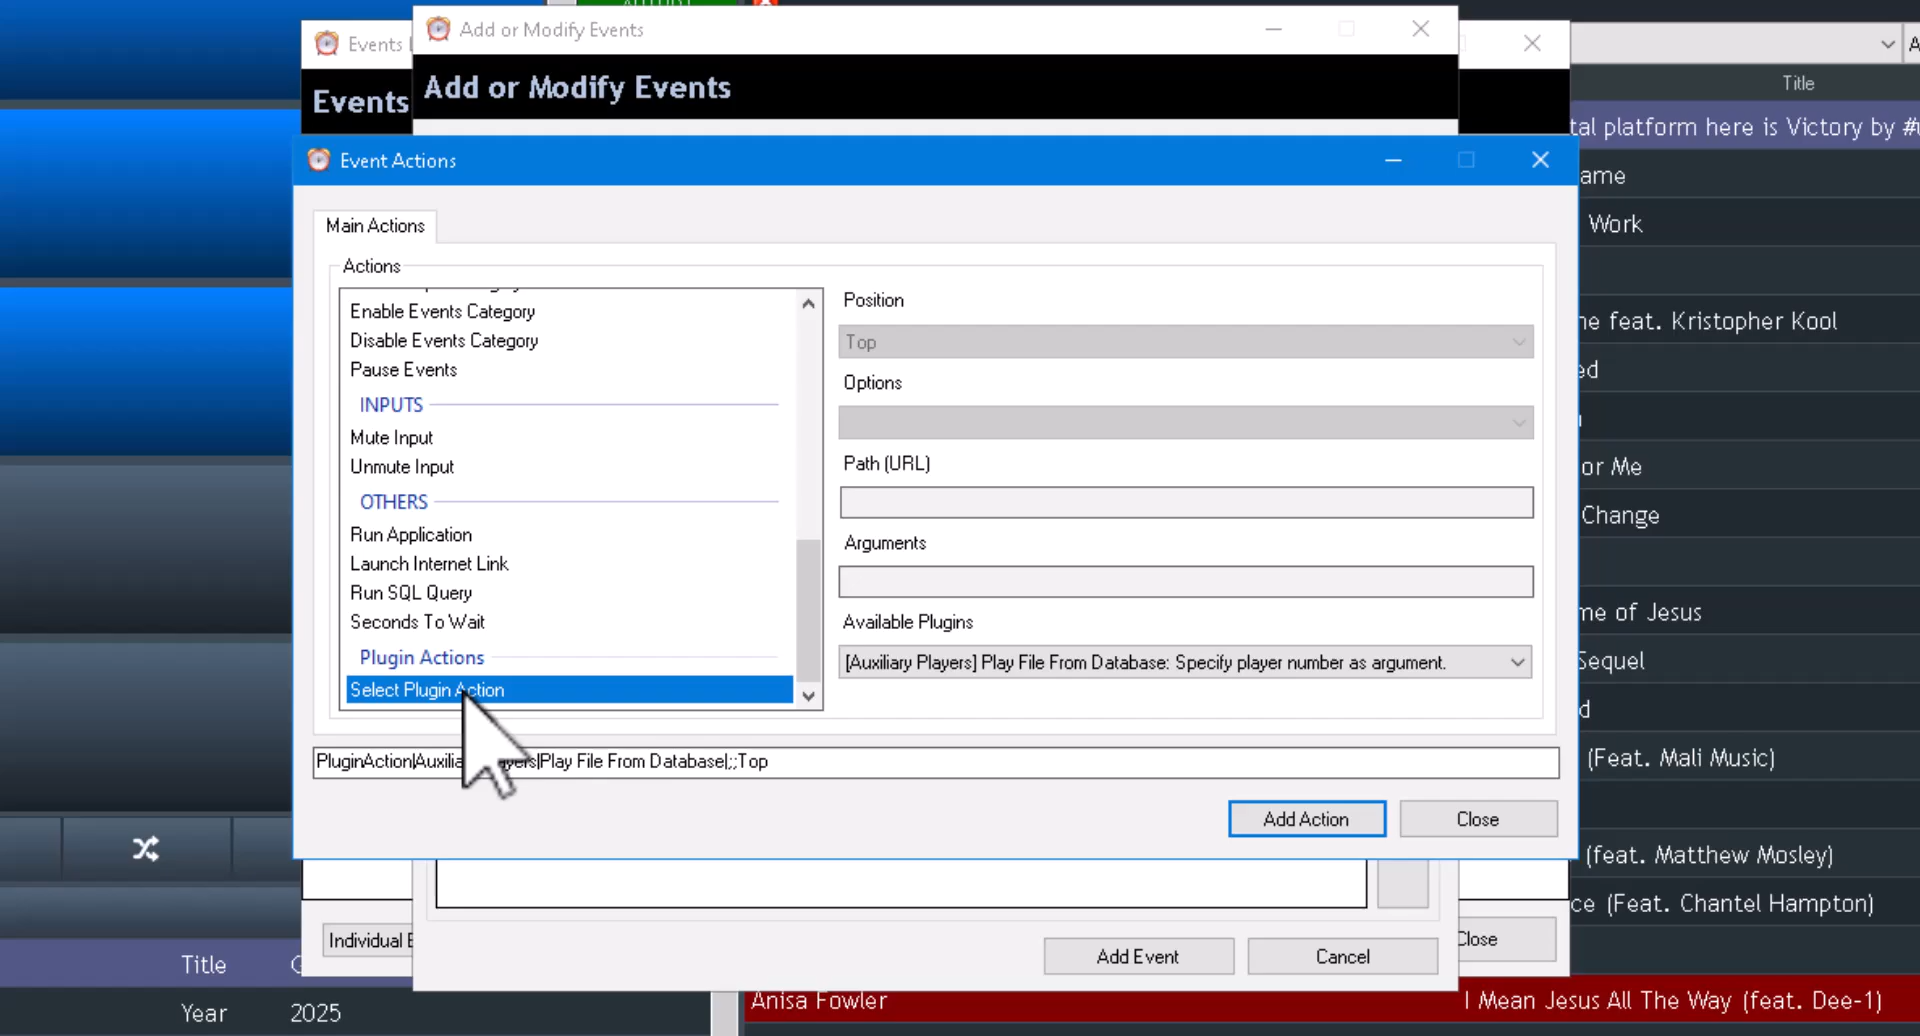 Add or Modify Events
Events
Add or Modify Events
Events
Title
Event Actions
tal platform here is Victory by
Main Actions
Work
Actions
Position
Enable Events Category
Disable Events Category
Top
feat. Kristopher Kool
Pause Events
Options
INPUTS
Mute Input
Unmute Input
Path (URL)
or Me
OTHERS
Change
Run Application
Arguments
Launch Internet Link
Run SQL Query
Seconds To Wait
Available Plugins
me of Jesus
Plugin Actions
[Auxiliary Players] Play File From Database: Specify player number as argument.
Sequel
Select Plugin Action
PluginAction|Auxilia yers|Play File From Database|;;Top
(Feat. Mali Music)
Add Action
Close
(feat. Matthew Mosley)
ce (Feat. Chantel Hampton)
Individual E
Close
Add Event
Cancel
Title
Year 2025
Anisa Fowler
I Mean Jesus All The Way (feat. Dee-1)